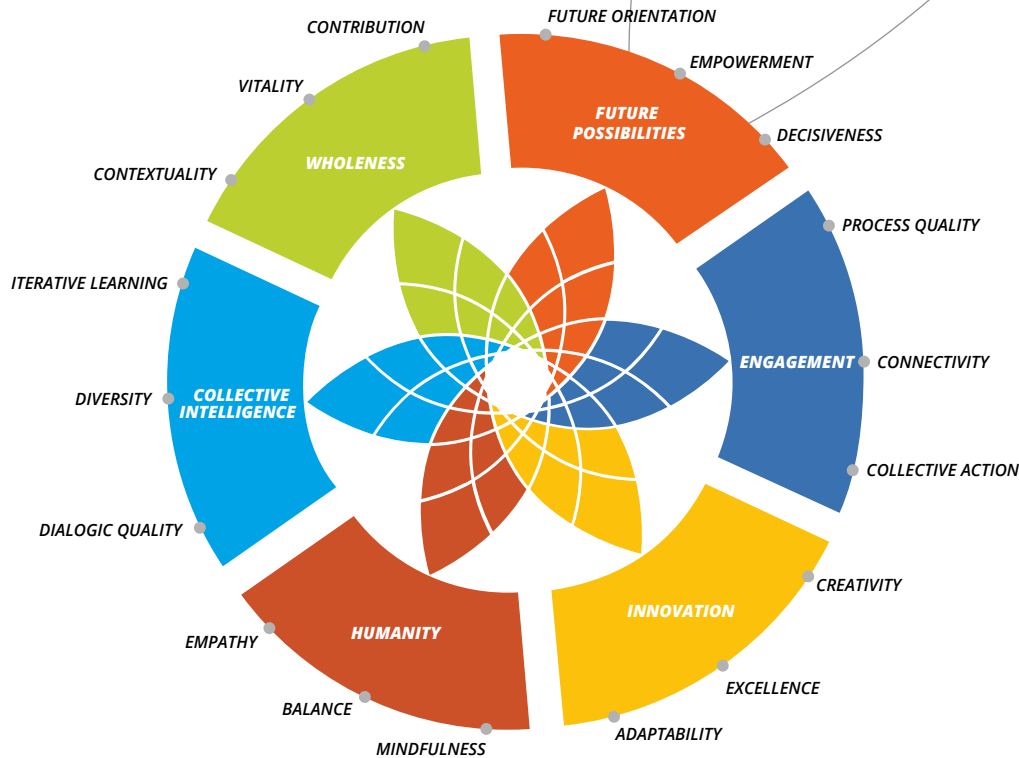 FUTURE ORIENTATION
CONTRIBUTION
EMPOWERMENT
VITALITY
FUTURE
POSSIBILITIES
DECISIVENESS
WHOLENESS
CONTEXTUALITY
PROCESS QUALITY
ITERATIVE LEARNING
ENGAGEMENT
CONNECTIVITY
DIVERSITY
COLLECTIVE
INTELLIGENCE
COLLECTIVE ACTION
DIALOGIC QUALITY
CREATIVITY
INNOVATION
HUMANITY
EMPATHY
EXCELLENCE
BALANCE
ADAPTABILITY
MINDFULNESS